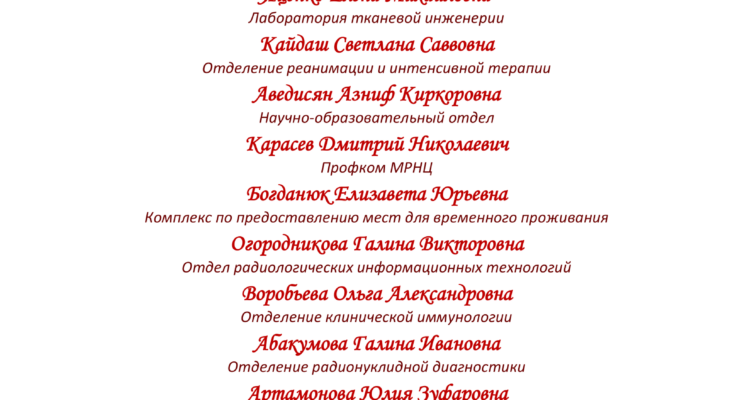 Лаборатория тканевой инженерии
Кайдаш Светлана Саввовна
Отделение реанимации и интенсивной терапии
Аведисян Азниф Киркоровна
Научно-образовательный отдел
Карасев Дмитрий Николаевич
Профком МРНЦ
Богданюк Елизавета Юрьевна
Комплекс по предоставлению мест для временного проживания
Огородникова Галина Викторовна
Отдел радиологических информационных технологий
Воробьева Ольга Александровна
Отделение клинической иммунологии
Абакумова Галина Ивановна
Отделение радионуклидной диагностики
Артамонова Юлия Зуфаровна